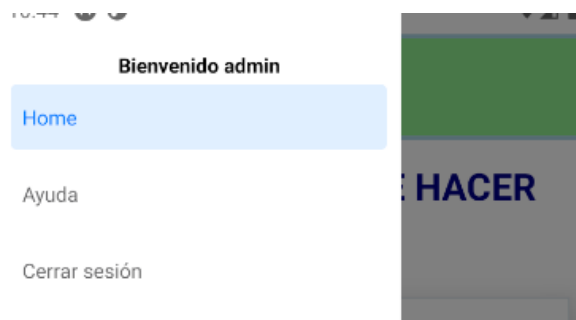 Bienvenido admin
Home
Ayuda
HACER
Cerrar sesión